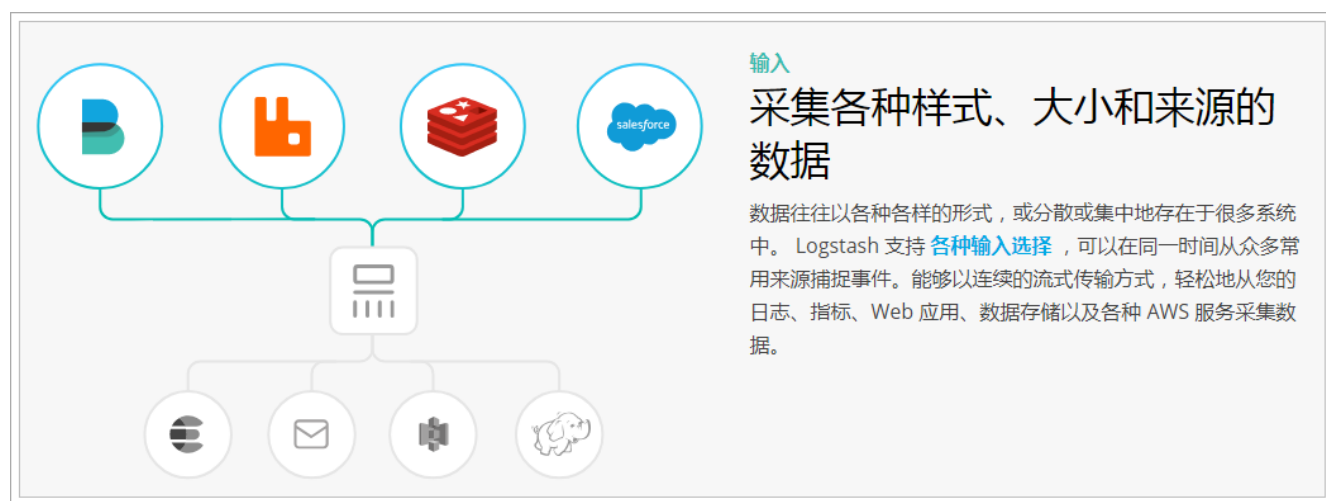 salesforce
输入
采集各种样式、大小和来源的
数据
数据往往以各种各样的形式，或分散或集中地存在于很多系统
中。 Logstash 支持 各种输入选择 ，可以在同一时间从众多常
用来源捕捉事件。能够以连续的流式传输方式，轻松地从您的
日志、指标、Web 应用、数据存储以及各种 AWS 服务采集数
据。